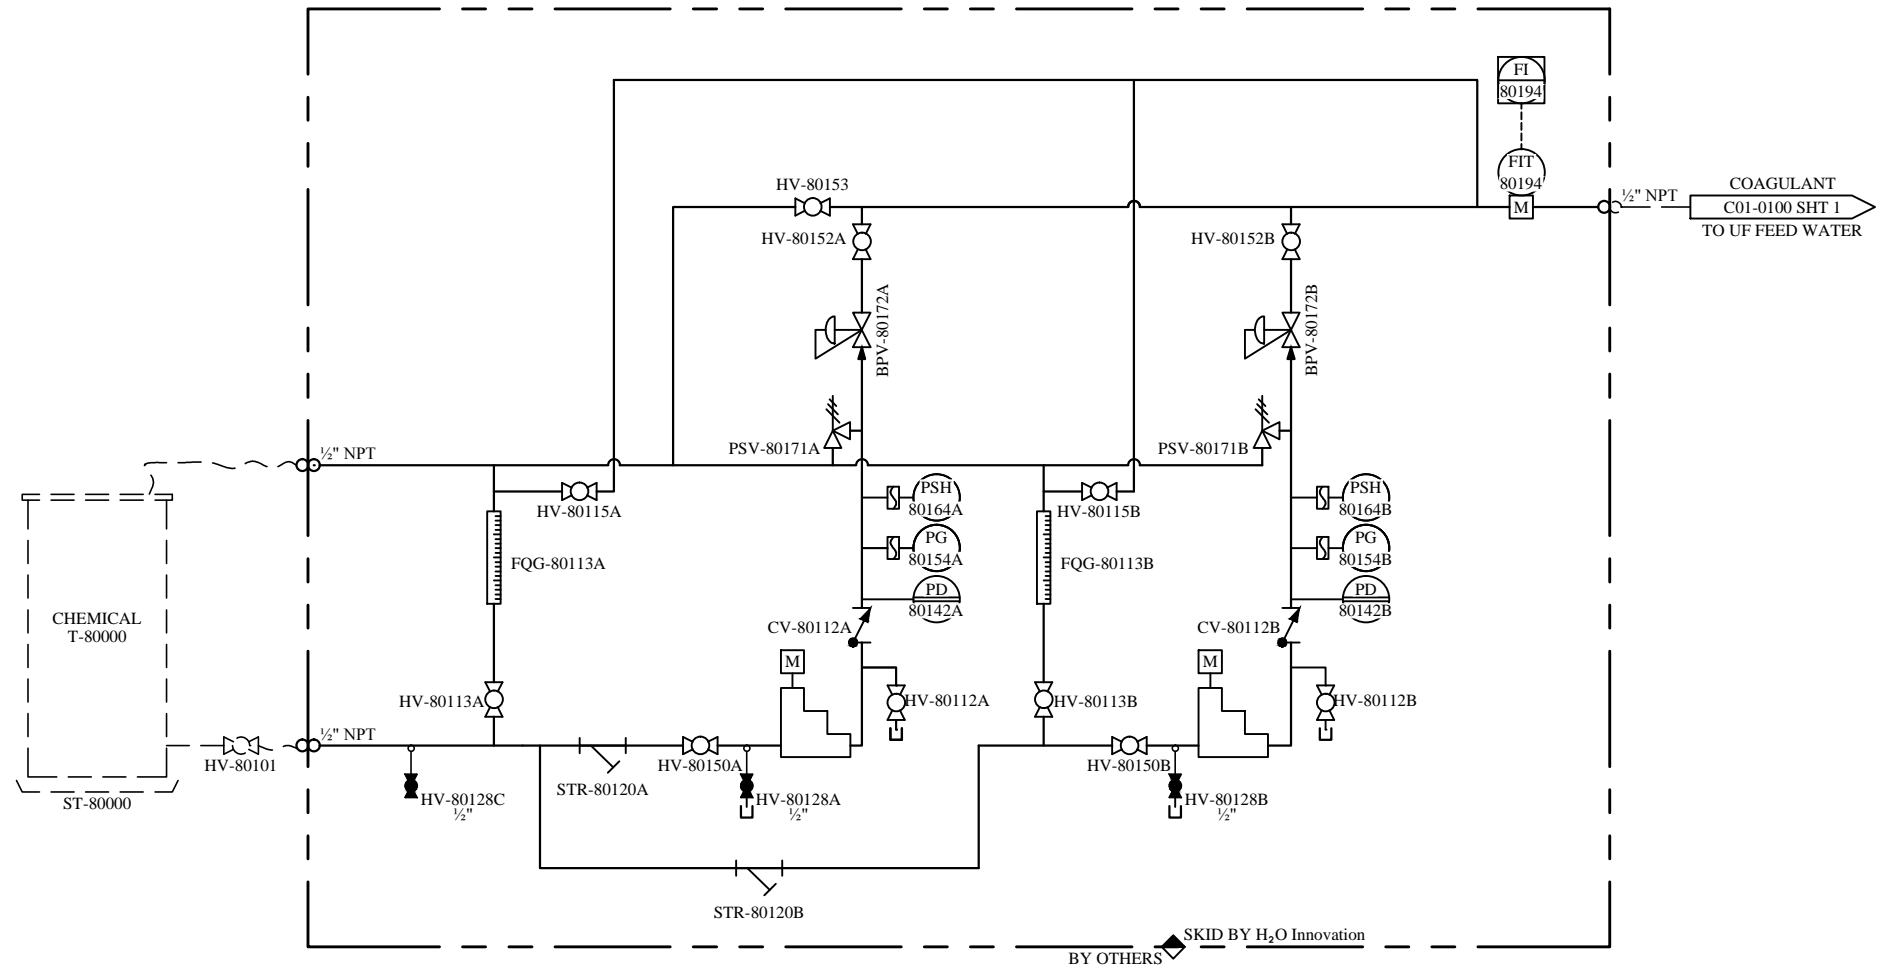 FI
80194
FIT
80194
HV-80153
M
½" NPT
COAGULANT
C01-0100 SHT 1
TO UF FEED WATER
HV-80152A
HV-80152B
BPV-80172A
BPV-80172B
PSV-80171A
PSV-80171B
½" NPT
HV-80115A
PSH
80164A
HV-80115B
PSH
80164B
FQG-80113A
PG
80154A
FQG-80113B
PG
80154B
PD
80142A
PD
80142B
CHEMICAL
T-80000
CV-80112A
CV-80112B
M
M
HV-80113A
HV-80112A
HV-80113B
HV-80112B
½" NPT
HV-80101
HV-80150A
HV-80150B
STR-80120A
ST-80000
HV-80128C
½"
HV-80128A
½"
HV-80128B
½"
STR-80120B
SKID BY H₂O Innovation
BY OTHERS